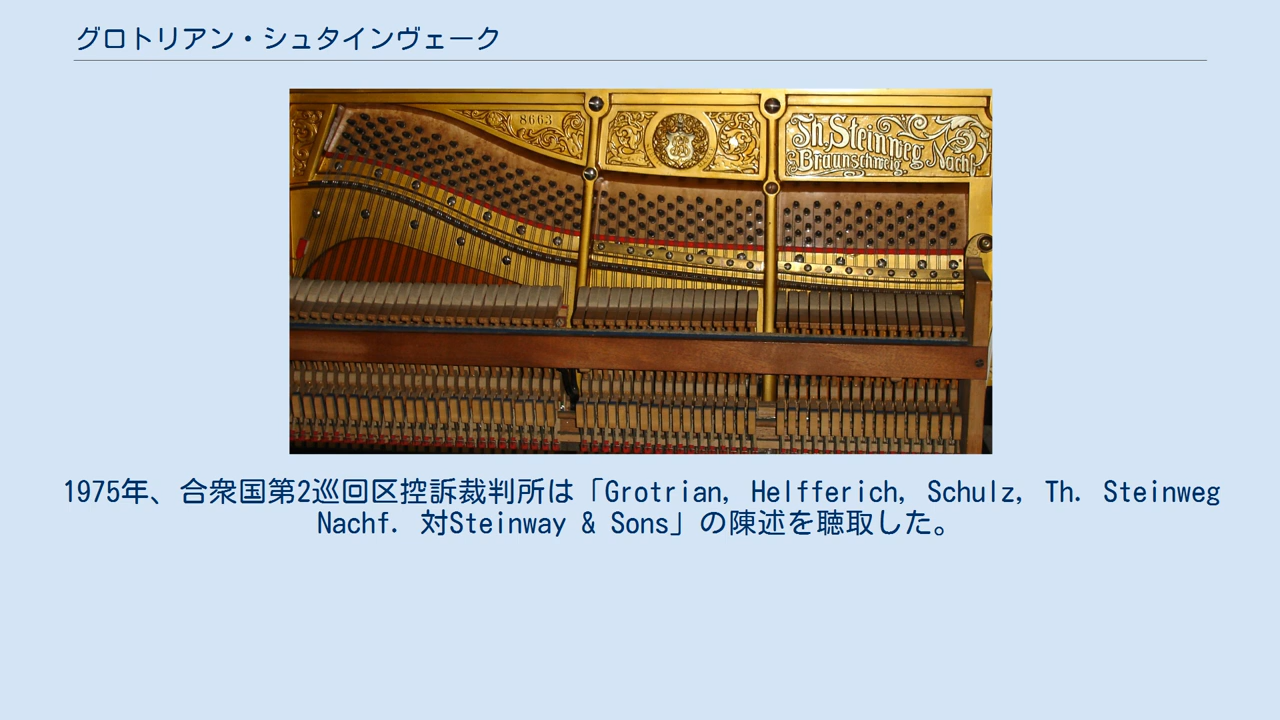 グロトリアン・シュタインヴェーク
8663
Th. Steinweg Nachf.
Braunschweig
1975年、合衆国第2巡回区控訴裁判所は「Grotrian, Helfferich, Schulz, Th. Steinweg
Nachf. 対Steinway & Sons」の陳述を聴取した。